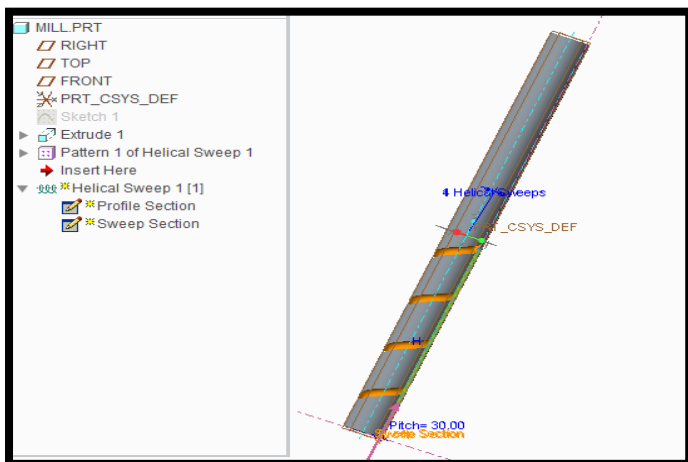 MILL.PRT
RIGHT
TOP
FRONT
PRT_CSYS_DEF
Sketch 1
Extrude 1
Pattern 1 of Helical Sweep 1
Insert Here
Helical Sweep 1 [1]
Profile Section
Sweep Section
4 Helical Sweeps
PRT_CSYS_DEF
H
Pitch= 30.00
Section